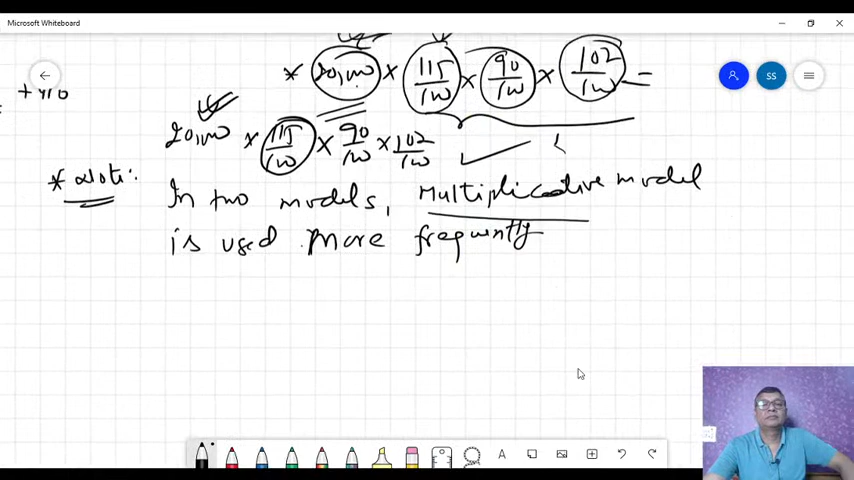 Microsoft Whiteboard
* 20,000 × 115/100 × 90/100 × 102/100 =
SS
20,000 × 115/100 × 90/100 × 102/100
* Note:
In two models, Multiplicative model
is used more frequently
A